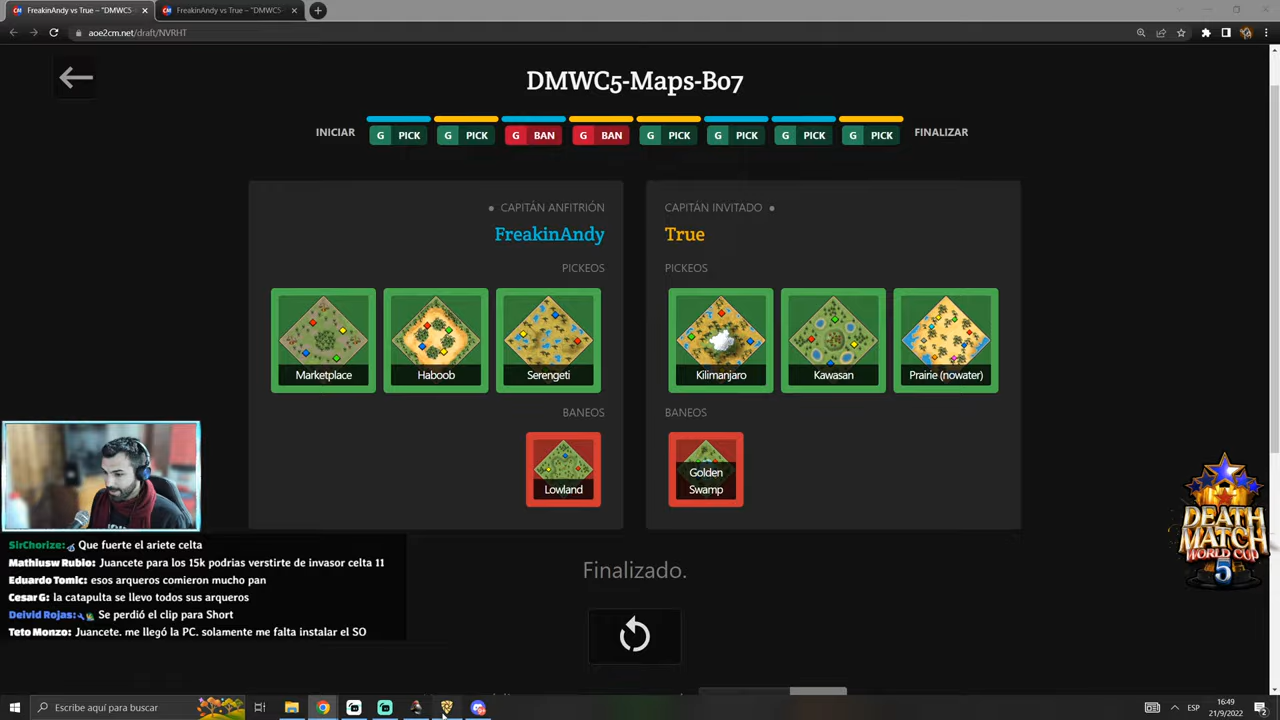 FreakinAndy vs True – "DMWC5
FreakinAndy vs True – "DMWC5
aoe2cm.net/draft/NVRHT
DMWC5-Maps-Bo7
INICIAR
G PICK
G PICK
G BAN
G BAN
G PICK
G PICK
G PICK
G PICK
FINALIZAR
CAPITÁN ANFITRIÓN
FreakinAndy
PICKEOS
Marketplace
Haboob
Serengeti
BANEOS
Lowland
CAPITÁN INVITADO
True
PICKEOS
Kilimanjaro
Kawasan
Prairie (nowater)
BANEOS
Golden
Swamp
Finalizado.
SirChorize: Que fuerte el ariete celta
Mathiusw Rubio: Juancete para los 15k podrias verstirte de invasor celta 11
Eduardo Tomic: esos arqueros comieron mucho pan
Cesar G: la catapulta se llevo todos sus arqueros
Deivid Rojas: Se perdió el clip para Short
Teto Monzo: Juancete. me llegó la PC. solamente me falta instalar el SO
DEATH
MATCH
WORLD CUP
5
Escribe aquí para buscar
ESP
16:49
21/9/2022